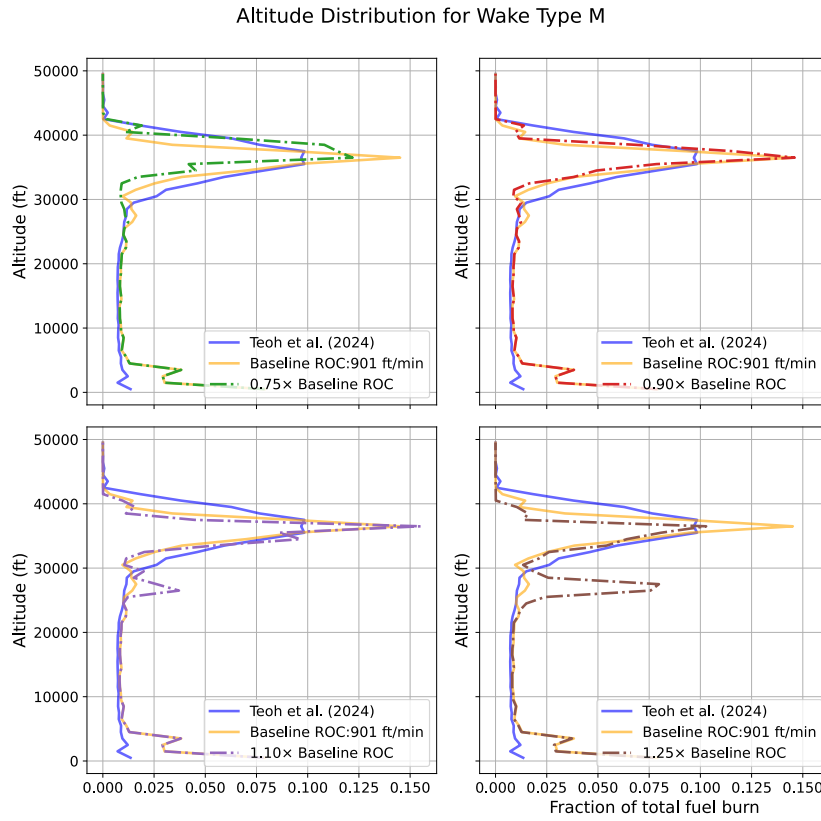 Altitude Distribution for Wake Type M
50000
40000
30000
20000
10000
0
Altitude (ft)
Teoh et al. (2024)
Baseline ROC:901 ft/min
0.75× Baseline ROC
Altitude (ft)
Teoh et al. (2024)
Baseline ROC:901 ft/min
0.90× Baseline ROC
50000
40000
30000
20000
10000
0
Altitude (ft)
Teoh et al. (2024)
Baseline ROC:901 ft/min
1.10× Baseline ROC
0.000 0.025 0.050 0.075 0.100 0.125 0.150
Altitude (ft)
Teoh et al. (2024)
Baseline ROC:901 ft/min
1.25× Baseline ROC
0.000 0.025 0.050 0.075 0.100 0.125 0.150
Fraction of total fuel burn